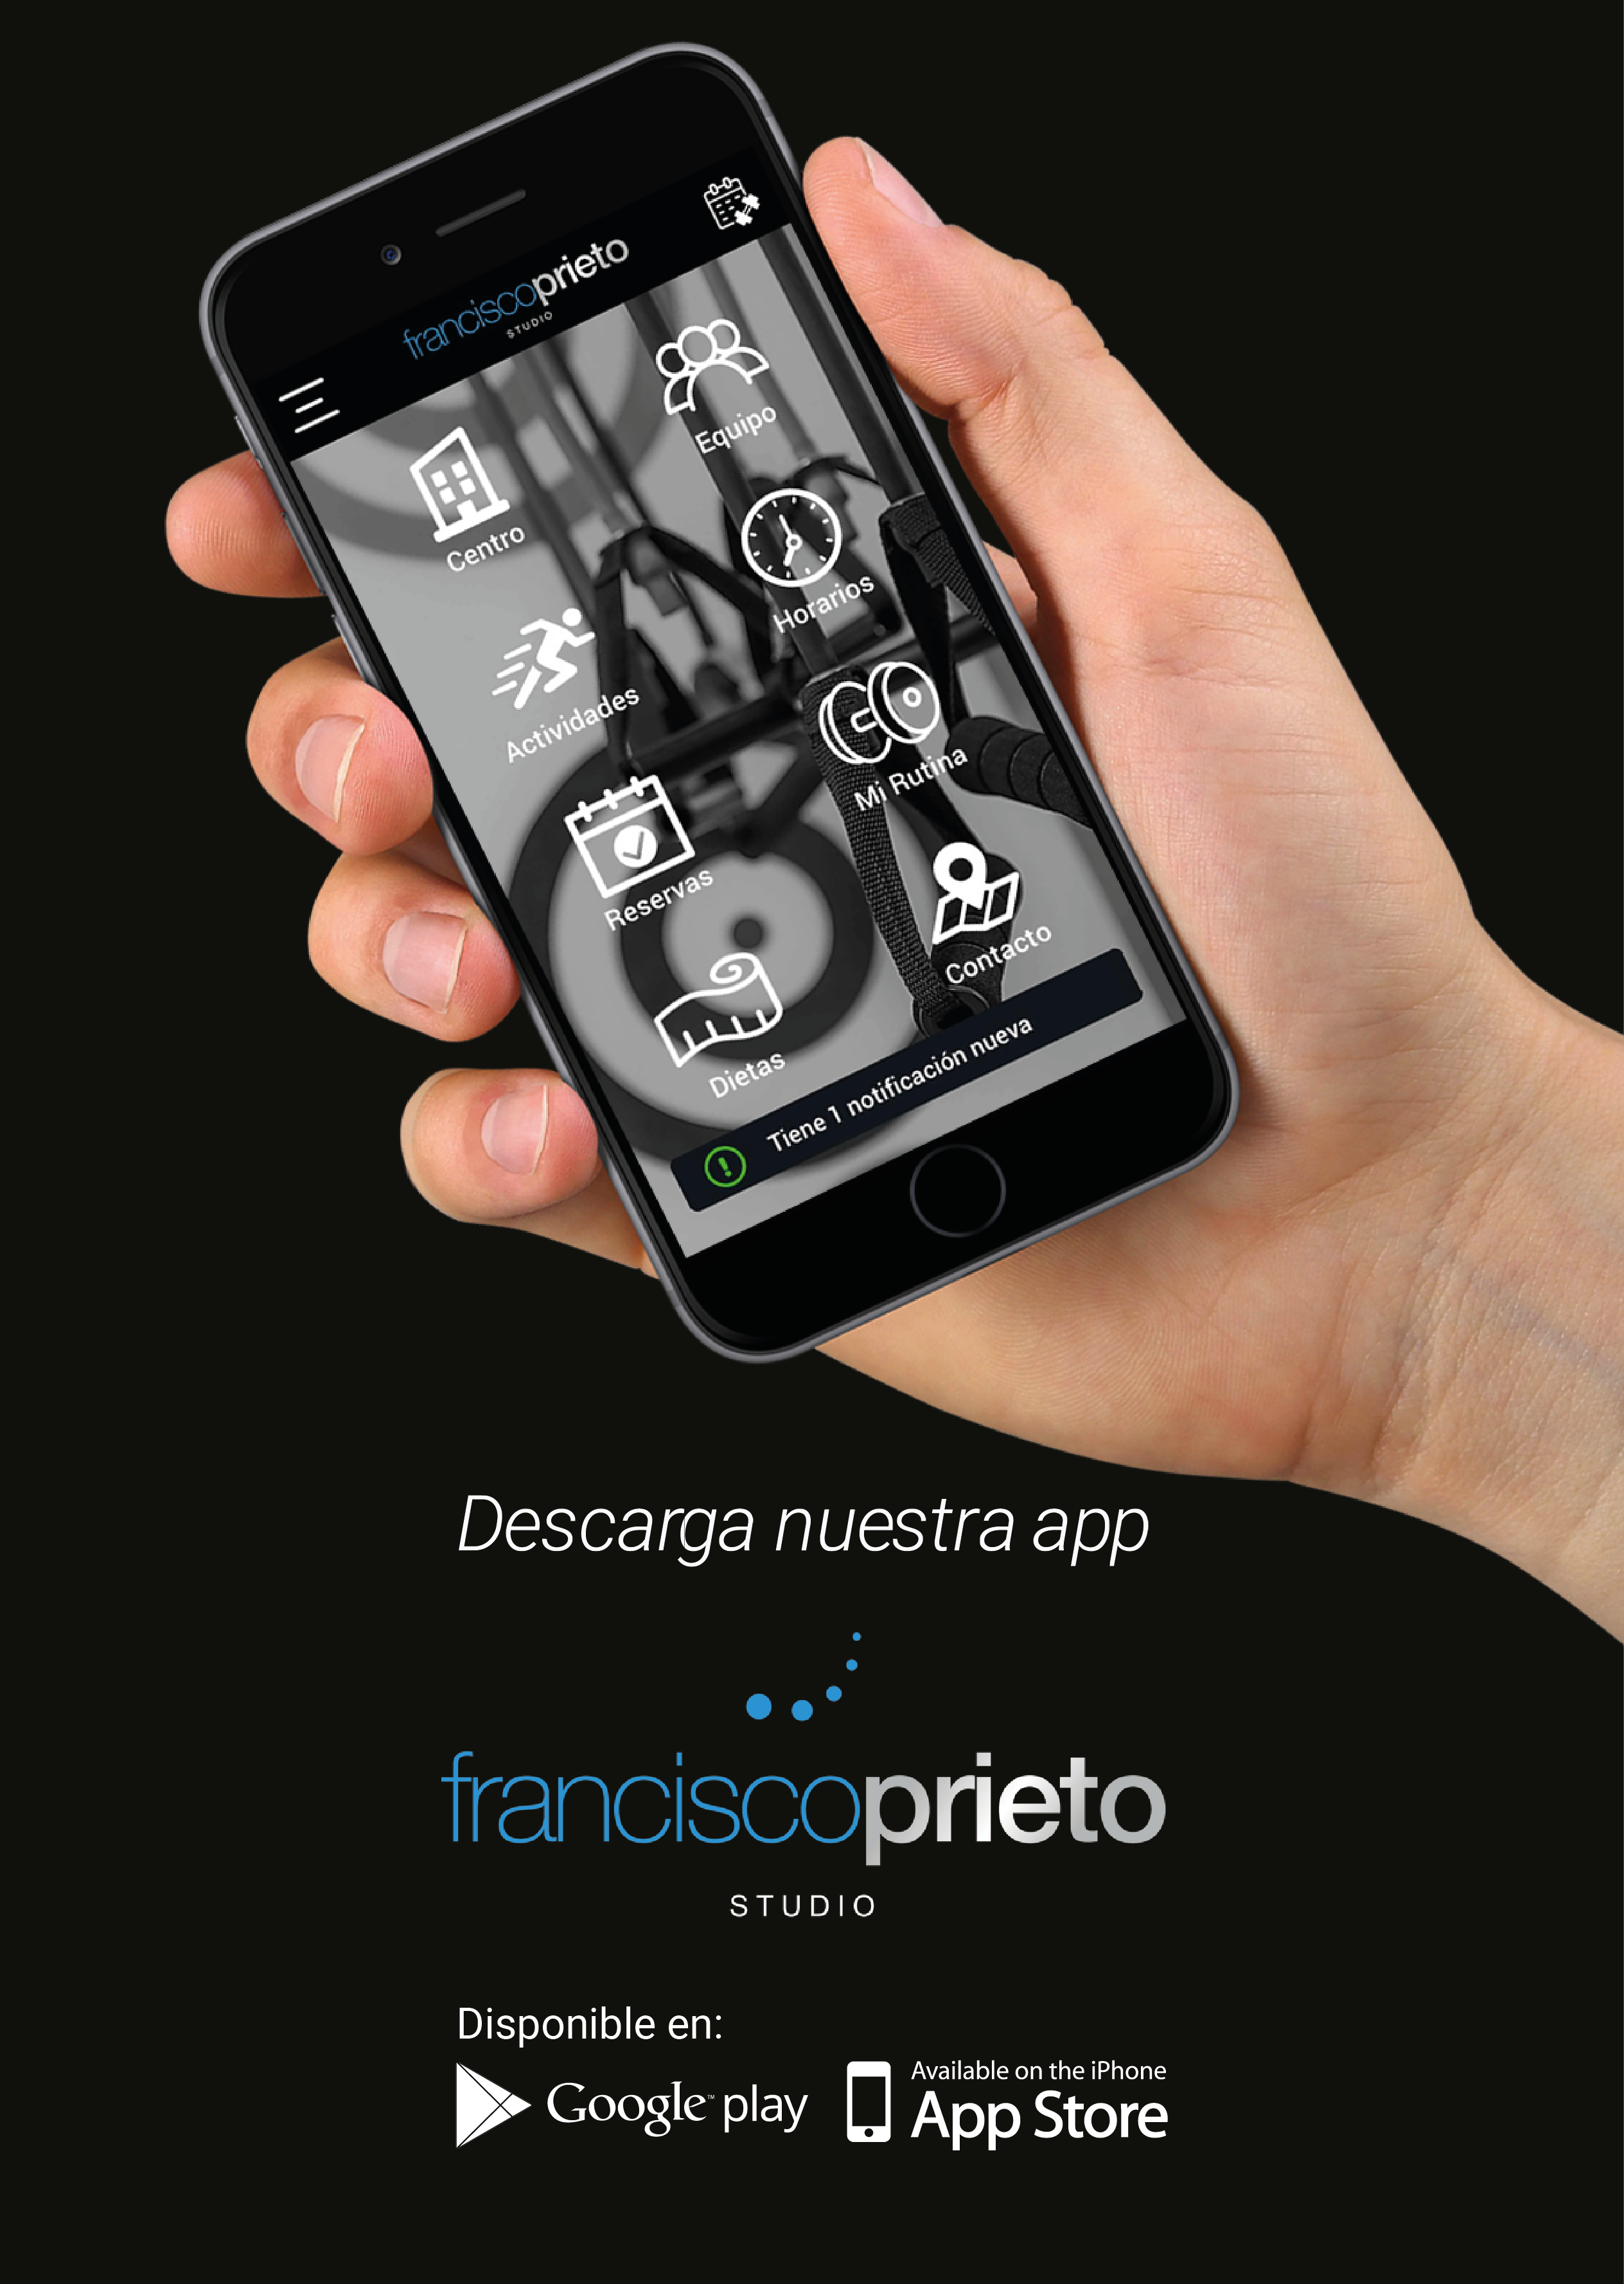 franciscoprieto
STUDIO
Centro
Equipo
Actividades
Horarios
Reservas
Mi Rutina
Dietas
Contacto
Tiene 1 notificación nueva
Descarga nuestra app
franciscoprieto
STUDIO
Disponible en:
Google™ play
Available on the iPhone
App Store